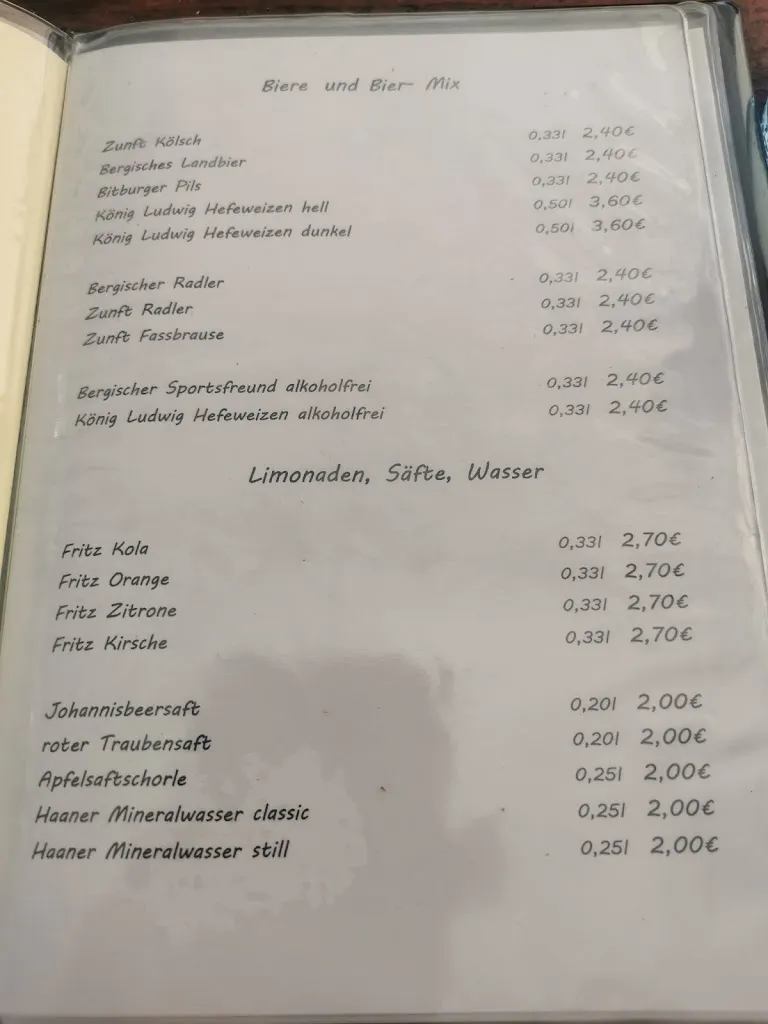 Biere und Bier- Mix
Zunft Kölsch 0,33l 2,40€
Bergisches Landbier 0,33l 2,40€
Bitburger Pils 0,33l 2,40€
König Ludwig Hefeweizen hell 0,50l 3,60€
König Ludwig Hefeweizen dunkel 0,50l 3,60€
Bergischer Radler 0,33l 2,40€
Zunft Radler 0,33l 2,40€
Zunft Fassbrause 0,33l 2,40€
Bergischer Sportsfreund alkoholfrei 0,33l 2,40€
König Ludwig Hefeweizen alkoholfrei 0,33l 2,40€
Limonaden, Säfte, Wasser
Fritz Kola 0,33l 2,70€
Fritz Orange 0,33l 2,70€
Fritz Zitrone 0,33l 2,70€
Fritz Kirsche 0,33l 2,70€
Johannisbeersaft 0,20l 2,00€
roter Traubensaft 0,20l 2,00€
Apfelsaftschorle 0,25l 2,00€
Haaner Mineralwasser classic 0,25l 2,00€
Haaner Mineralwasser still 0,25l 2,00€